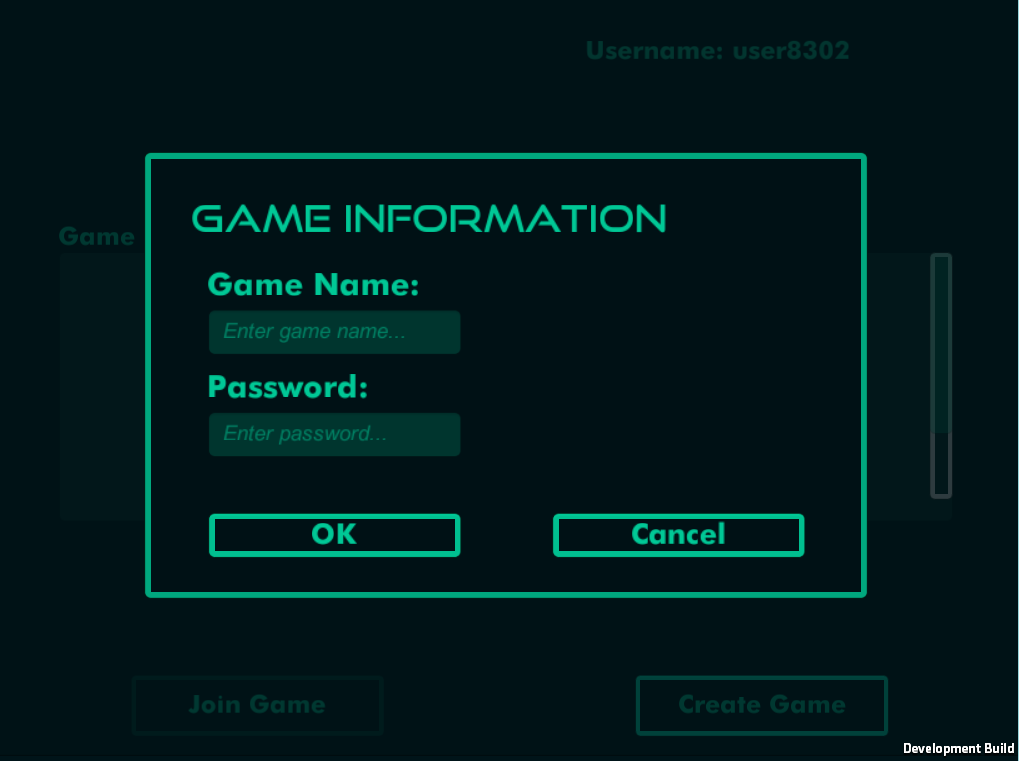 Username: user8302
GAME INFORMATION
Game
Game Name:
Enter game name...
Password:
Enter password...
OK
Cancel
Join Game
Create Game
Development Build